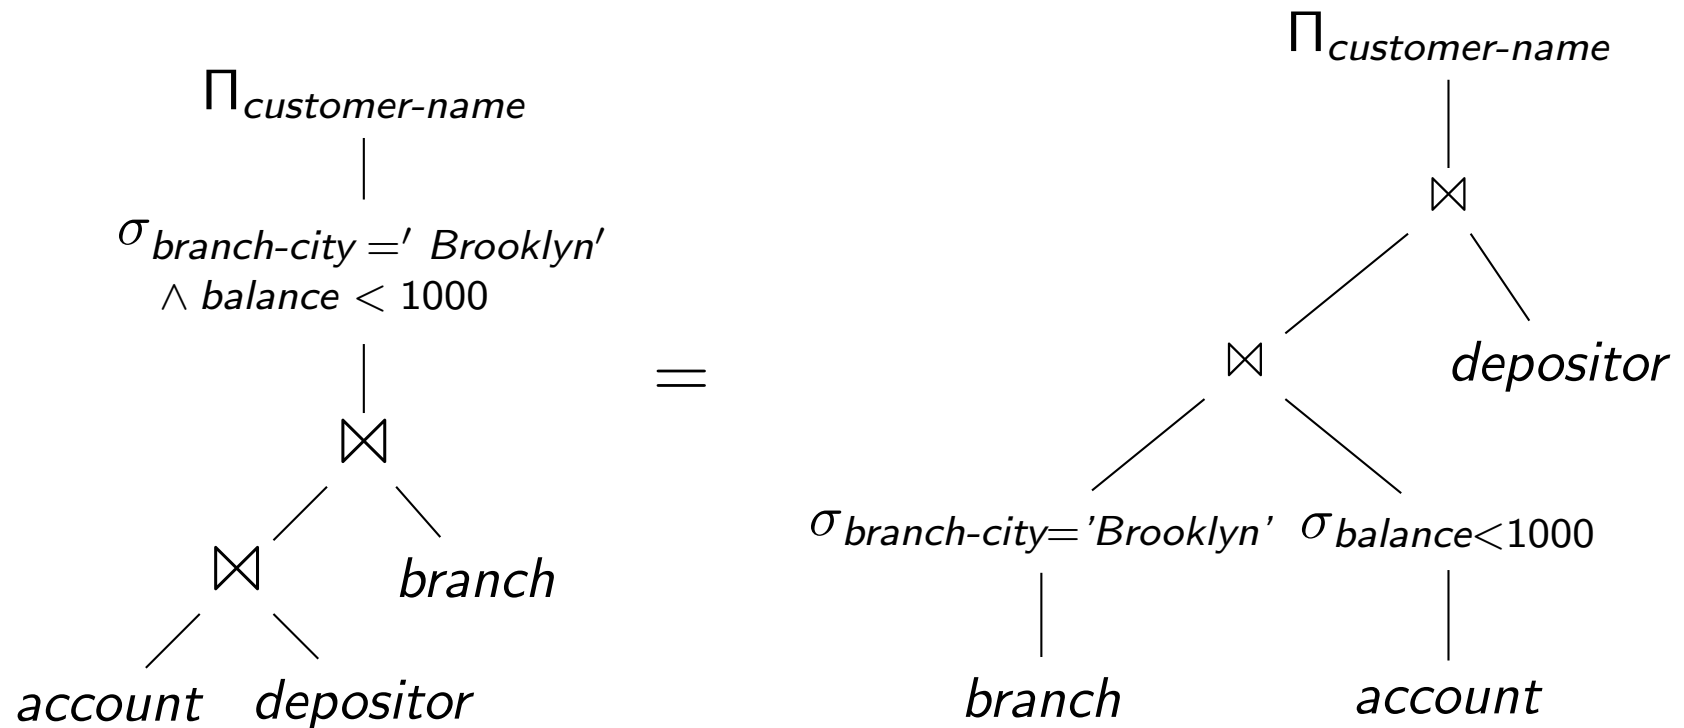 Π customer-name
σ branch-city =′ Brooklyn′
∧ balance < 1000
⋈
⋈
branch
account
depositor
=
Π customer-name
⋈
⋈
depositor
σ branch-city='Brooklyn'
σ balance<1000
branch
account